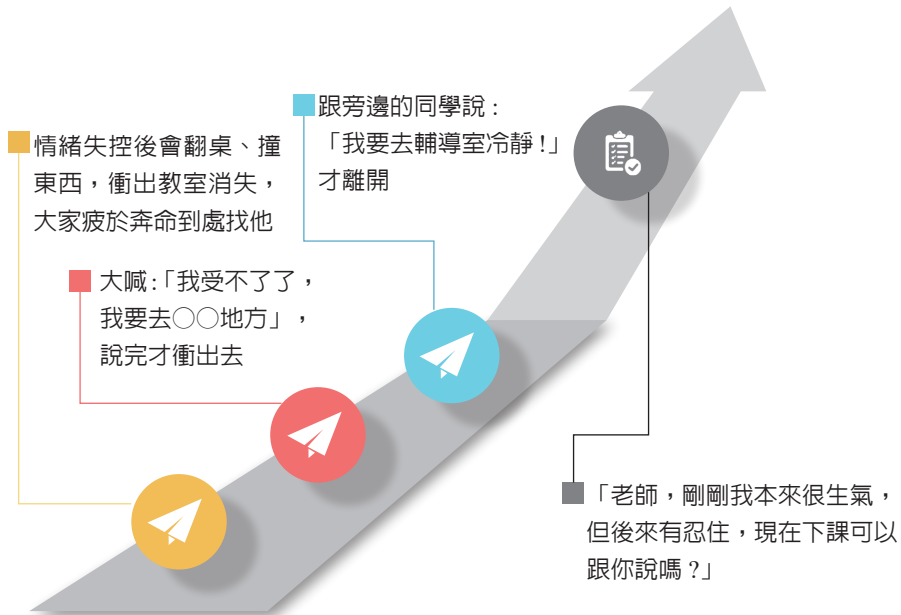 情緒失控後會翻桌、撞
東西，衝出教室消失，
大家疲於奔命到處找他
大喊：「我受不了了，
我要去○○地方」，
說完才衝出去
跟旁邊的同學說：
「我要去輔導室冷靜！」
才離開
「老師，剛剛我本來很生氣，
但後來有忍住，現在下課可以
跟你說嗎？」